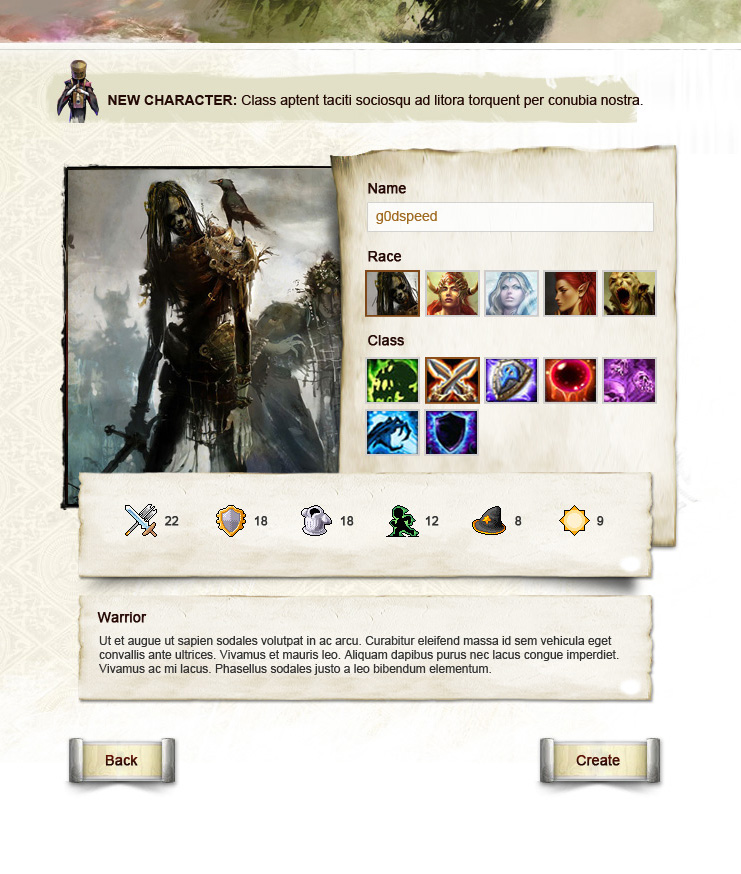 NEW CHARACTER: Class aptent taciti sociosqu ad litora torquent per conubia nostra.
Name
g0dspeed
Race
Class
22 18 18 12 8 9
Warrior
Ut et augue ut sapien sodales volutpat in ac arcu. Curabitur eleifend massa id sem vehicula eget
convallis ante ultrices. Vivamus et mauris leo. Aliquam dapibus purus nec lacus congue imperdiet.
Vivamus ac mi lacus. Phasellus sodales justo a leo bibendum elementum.
Back Create